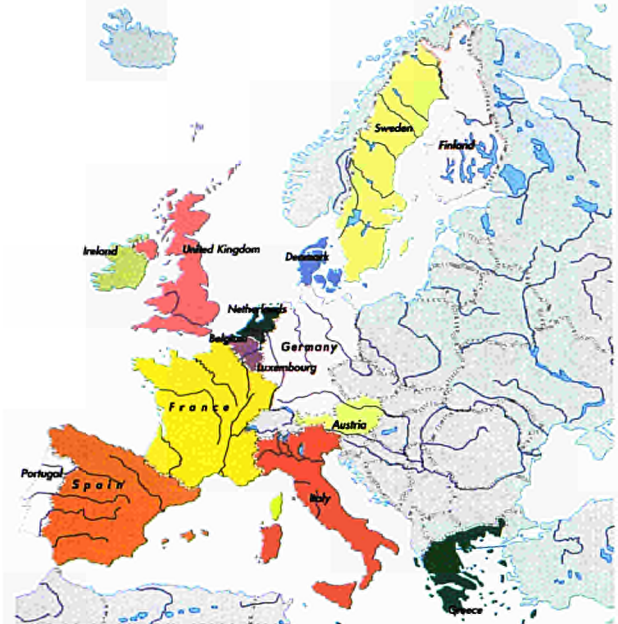 Sweden
Finland
Ireland
United Kingdom
Denmark
Netherlands
Belgium
Germany
Luxembourg
France
Austria
Portugal
Spain
Italy
Greece